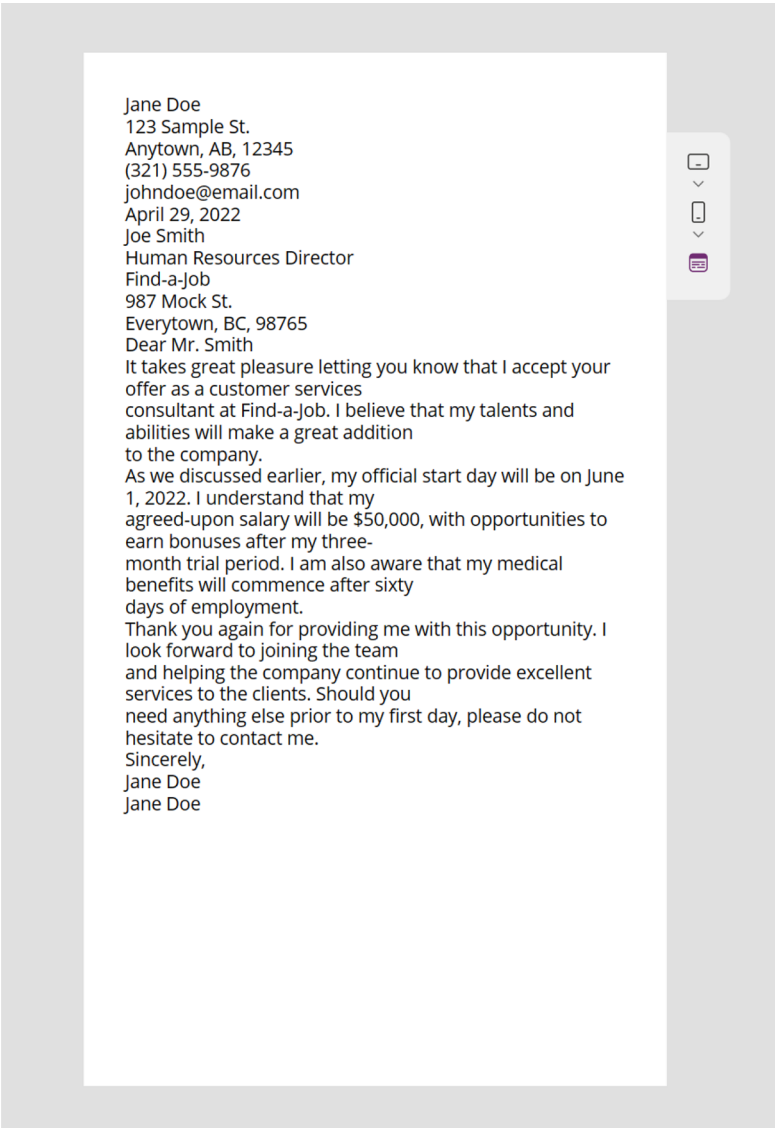 Jane Doe
123 Sample St.
Anytown, AB, 12345
(321) 555-9876
johndoe@email.com
April 29, 2022
Joe Smith
Human Resources Director
Find-a-Job
987 Mock St.
Everytown, BC, 98765
Dear Mr. Smith
It takes great pleasure letting you know that I accept your
offer as a customer services
consultant at Find-a-Job. I believe that my talents and
abilities will make a great addition
to the company.
As we discussed earlier, my official start day will be on June
1, 2022. I understand that my
agreed-upon salary will be $50,000, with opportunities to
earn bonuses after my three-
month trial period. I am also aware that my medical
benefits will commence after sixty
days of employment.
Thank you again for providing me with this opportunity. I
look forward to joining the team
and helping the company continue to provide excellent
services to the clients. Should you
need anything else prior to my first day, please do not
hesitate to contact me.
Sincerely,
Jane Doe
Jane Doe